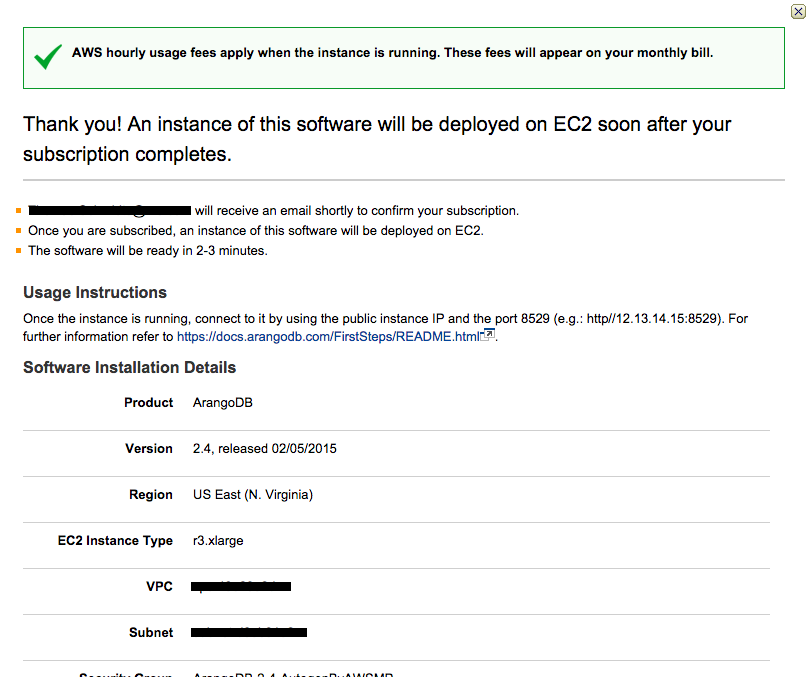 AWS hourly usage fees apply when the instance is running. These fees will appear on your monthly bill.
Thank you! An instance of this software will be deployed on EC2 soon after your
subscription completes.
will receive an email shortly to confirm your subscription.
Once you are subscribed, an instance of this software will be deployed on EC2.
The software will be ready in 2-3 minutes.
Usage Instructions
Once the instance is running, connect to it by using the public instance IP and the port 8529 (e.g.: http//12.13.14.15:8529). For
further information refer to https://docs.arangodb.com/FirstSteps/README.html.
Software Installation Details
Product ArangoDB
Version 2.4, released 02/05/2015
Region US East (N. Virginia)
EC2 Instance Type r3.xlarge
VPC
Subnet
Security Group ArangoDB-2-4-AutogenByAWSMP